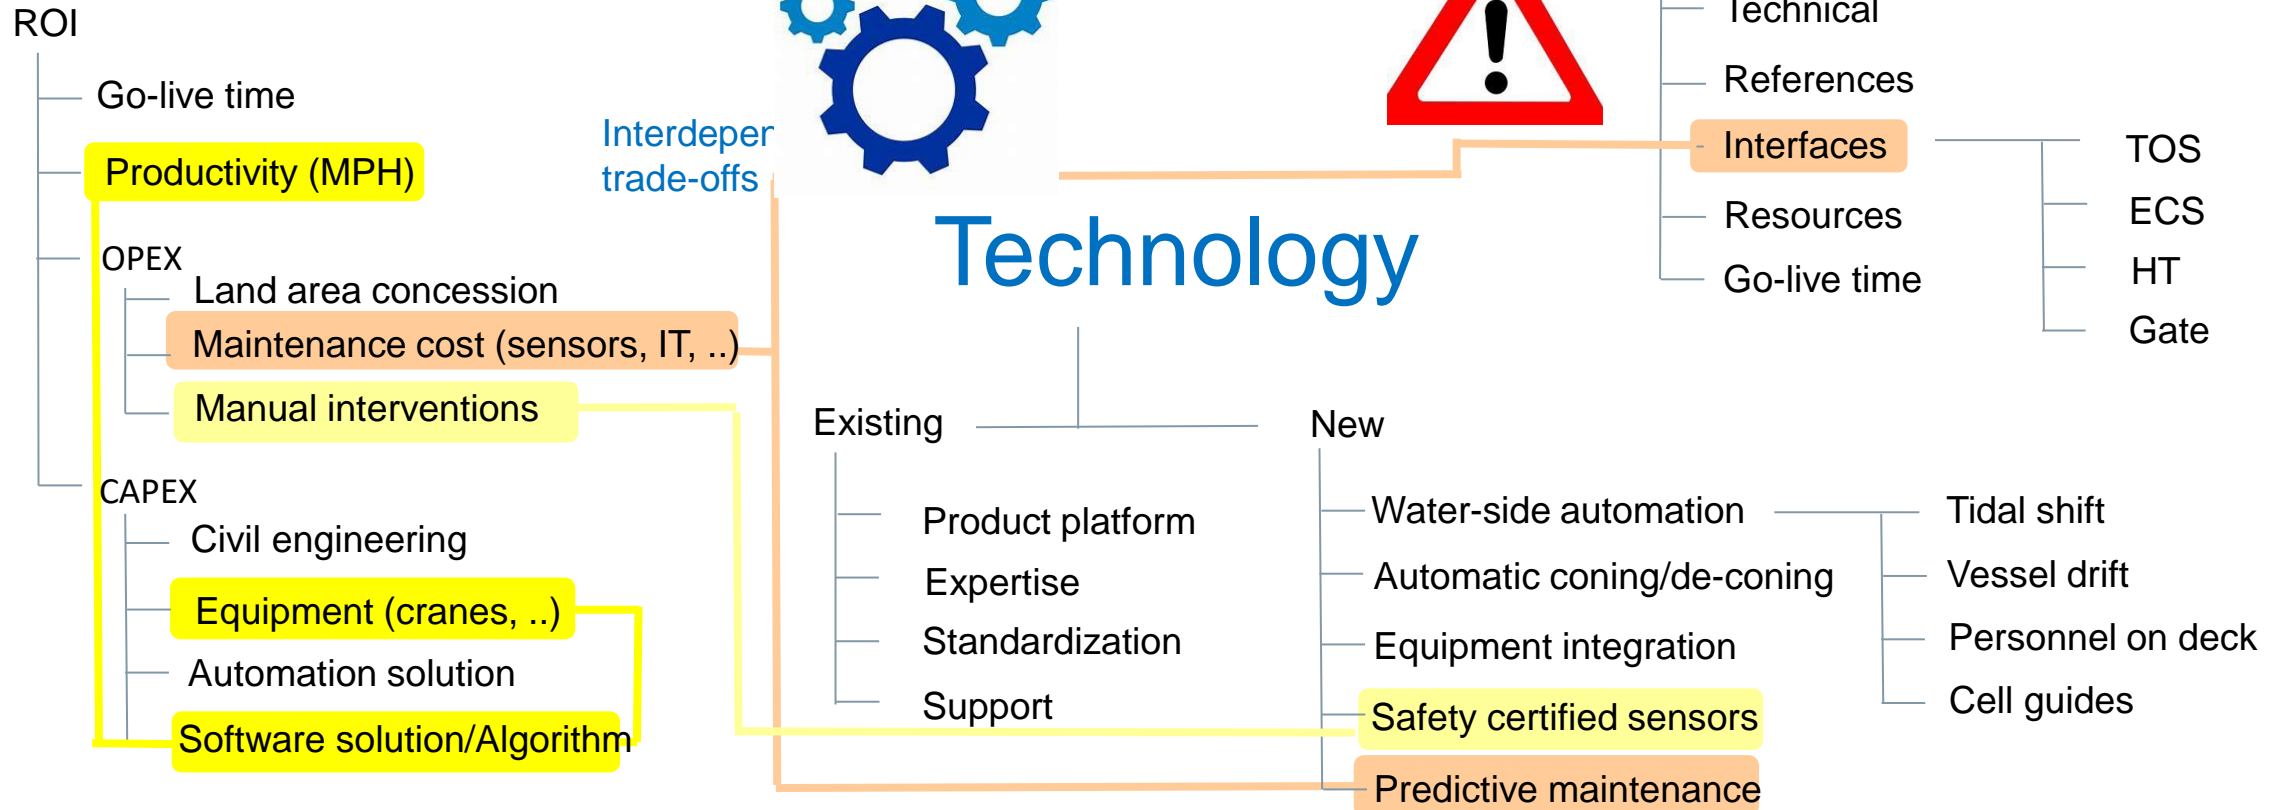 ROI
Go-live time
Productivity (MPH)
OPEX
Land area concession
Maintenance cost (sensors, IT, ..)
Manual interventions
CAPEX
Civil engineering
Equipment (cranes, ..)
Automation solution
Software solution/Algorithm
trade-offs
Technology
Existing
Product platform
Expertise
Standardization
Support
New
Water-side automation
Automatic coning/de-coning
Equipment integration
Safety certified sensors
Predictive maintenance
Tidal shift
Vessel drift
Personnel on deck
Cell guides
Technical
References
Interfaces
Resources
Go-live time
TOS
ECS
HT
Gate